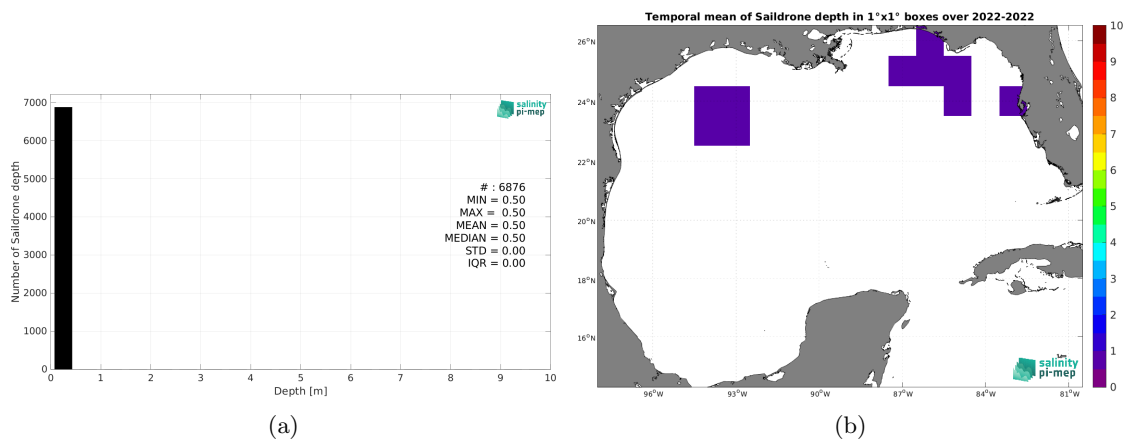 Number of Saildrone depth
7000
6000
5000
4000
3000
2000
1000
0
salinity
pi-mep
# : 6876
MIN = 0.50
MAX = 0.50
MEAN = 0.50
MEDIAN = 0.50
STD = 0.00
IQR = 0.00
0 1 2 3 4 5 6 7 8 9 10
Depth [m]
(a)
Temporal mean of Saildrone depth in 1°x1° boxes over 2022-2022
26°N
24°N
22°N
20°N
18°N
16°N
96°W 93°W 90°W 87°W 84°W 81°W
salinity
pi-mep
10
9
8
7
6
5
4
3
2
1
0
(b)